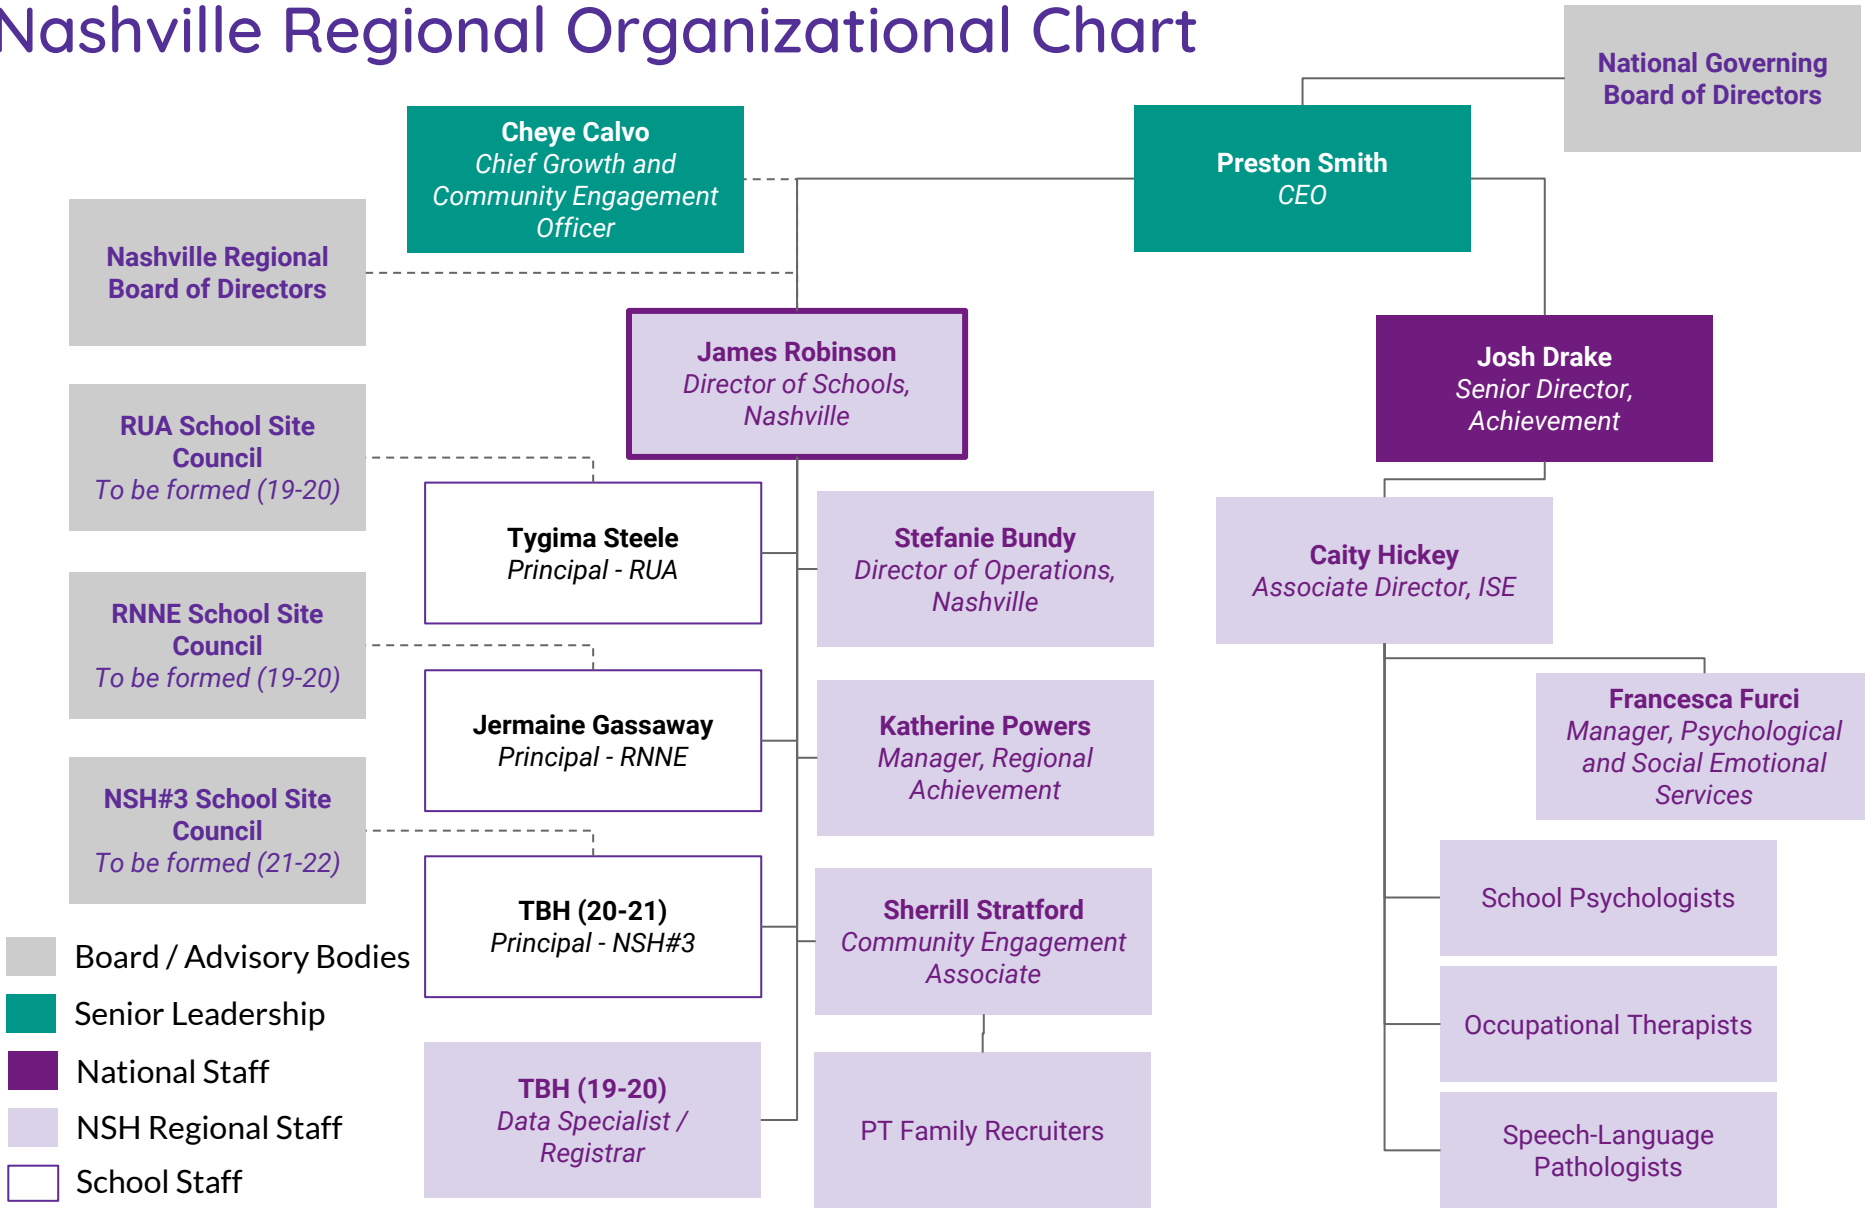 Nashville Regional Organizational Chart
National Governing
Board of Directors
Cheye Calvo
Chief Growth and
Community Engagement
Officer
Preston Smith
CEO
Nashville Regional
Board of Directors
James Robinson
Director of Schools,
Nashville
Josh Drake
Senior Director,
Achievement
RUA School Site
Council
To be formed (19-20)
Tygima Steele
Principal - RUA
Stefanie Bundy
Director of Operations,
Nashville
Caity Hickey
Associate Director, ISE
RNNE School Site
Council
To be formed (19-20)
Jermaine Gassaway
Principal - RNNE
Katherine Powers
Manager, Regional
Achievement
Francesca Furci
Manager, Psychological
and Social Emotional
Services
NSH#3 School Site
Council
To be formed (21-22)
TBH (20-21)
Principal - NSH#3
Sherrill Stratford
Community Engagement
Associate
School Psychologists
Occupational Therapists
TBH (19-20)
Data Specialist /
Registrar
PT Family Recruiters
Speech-Language
Pathologists
Board / Advisory Bodies
Senior Leadership
National Staff
NSH Regional Staff
School Staff